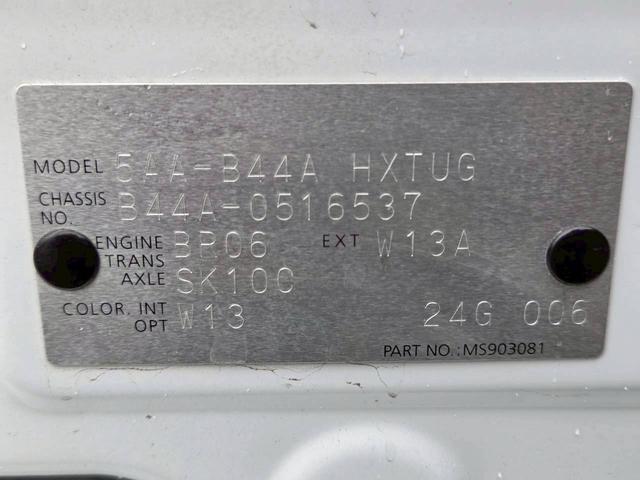 MODEL 5AA-B44A HXTUG
CHASSIS NO. B44A-0516537
ENGINE BR06 EXT W13A
TRANS AXLE SK10C
COLOR. INT OPT W13 24G 006
PART NO.:MS903081